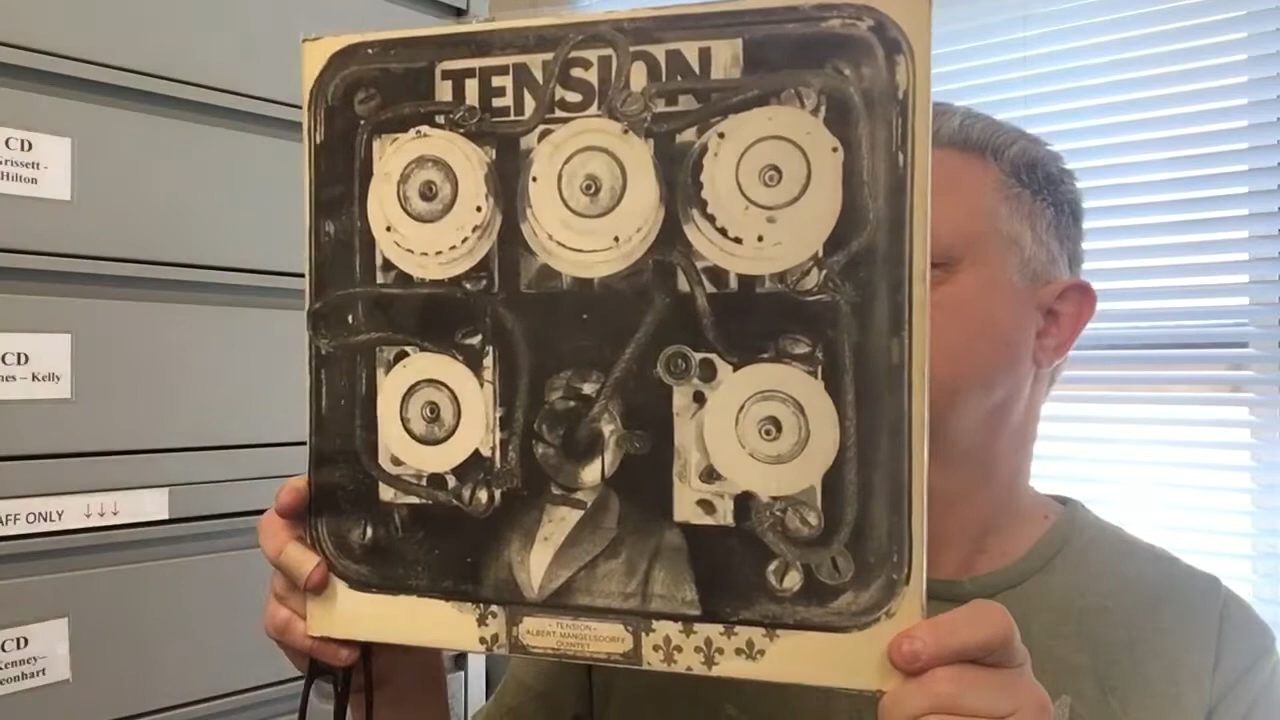 TENSION
CD
Grissett -
Hilton
CD
nes – Kelly
AFF ONLY ↓↓↓
CD
Kenney–
eonhart
- TENSION -
ALBERT MANGELSDORFF
QUINTET